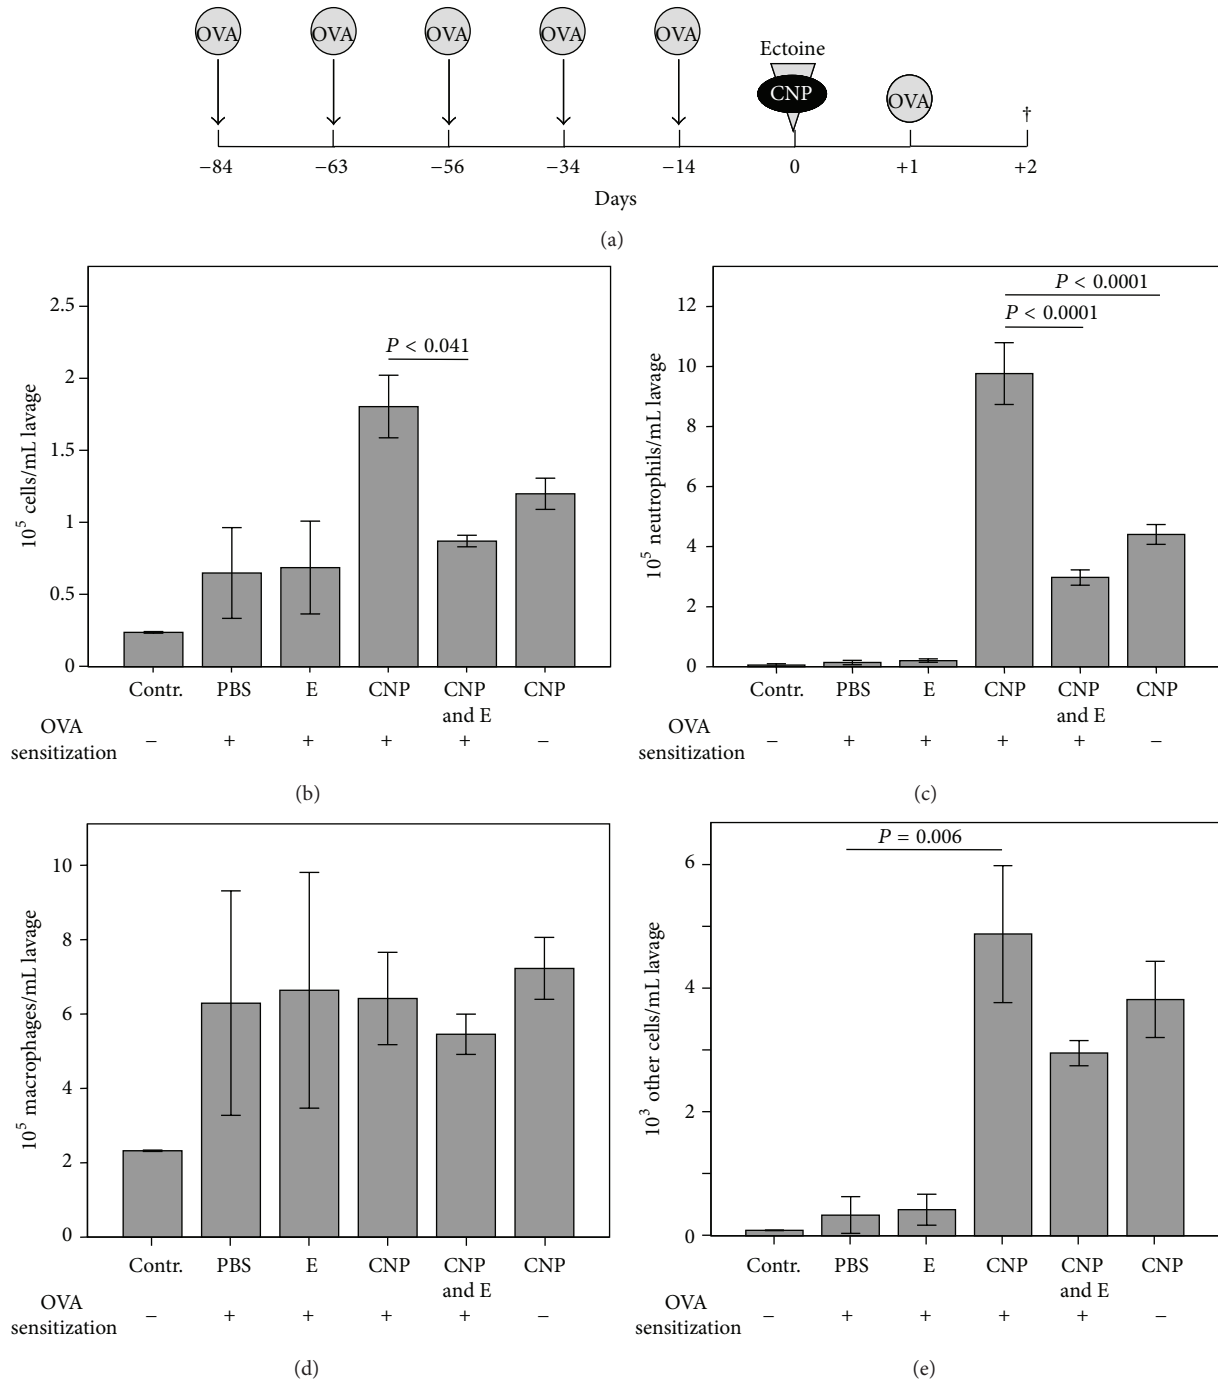 OVA OVA OVA OVA OVA
Ectoine
CNP
OVA
†
−84 −63 −56 −34 −14 0 +1 +2
Days
(a)
10⁵ cells/mL lavage
2.5
2
1.5
1
0.5
0
P < 0.041
Contr. PBS E CNP CNP and E CNP
OVA
sensitization − + + + + −
(b)
10⁵ neutrophils/mL lavage
12
10
8
6
4
2
0
P < 0.0001
P < 0.0001
Contr. PBS E CNP CNP and E CNP
OVA
sensitization − + + + + −
(c)
10⁵ macrophages/mL lavage
10
8
6
4
2
0
Contr. PBS E CNP CNP and E CNP
OVA
sensitization − + + + + −
(d)
10³ other cells/mL lavage
6
4
2
0
P = 0.006
Contr. PBS E CNP CNP and E CNP
OVA
sensitization − + + + + −
(e)